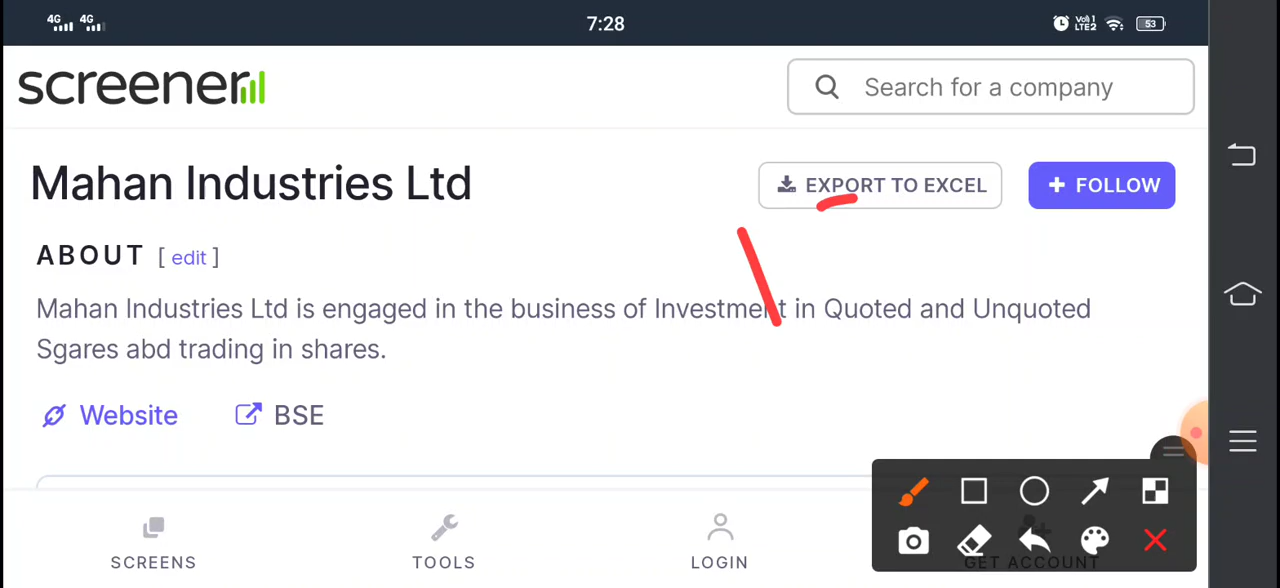 4G 4G 7:28 VoI1 LTE2 53
screener Search for a company
Mahan Industries Ltd EXPORT TO EXCEL + FOLLOW
ABOUT [ edit ]
Mahan Industries Ltd is engaged in the business of Investment in Quoted and Unquoted
Sgares abd trading in shares.
Website BSE
SCREENS TOOLS LOGIN GET ACCOUNT